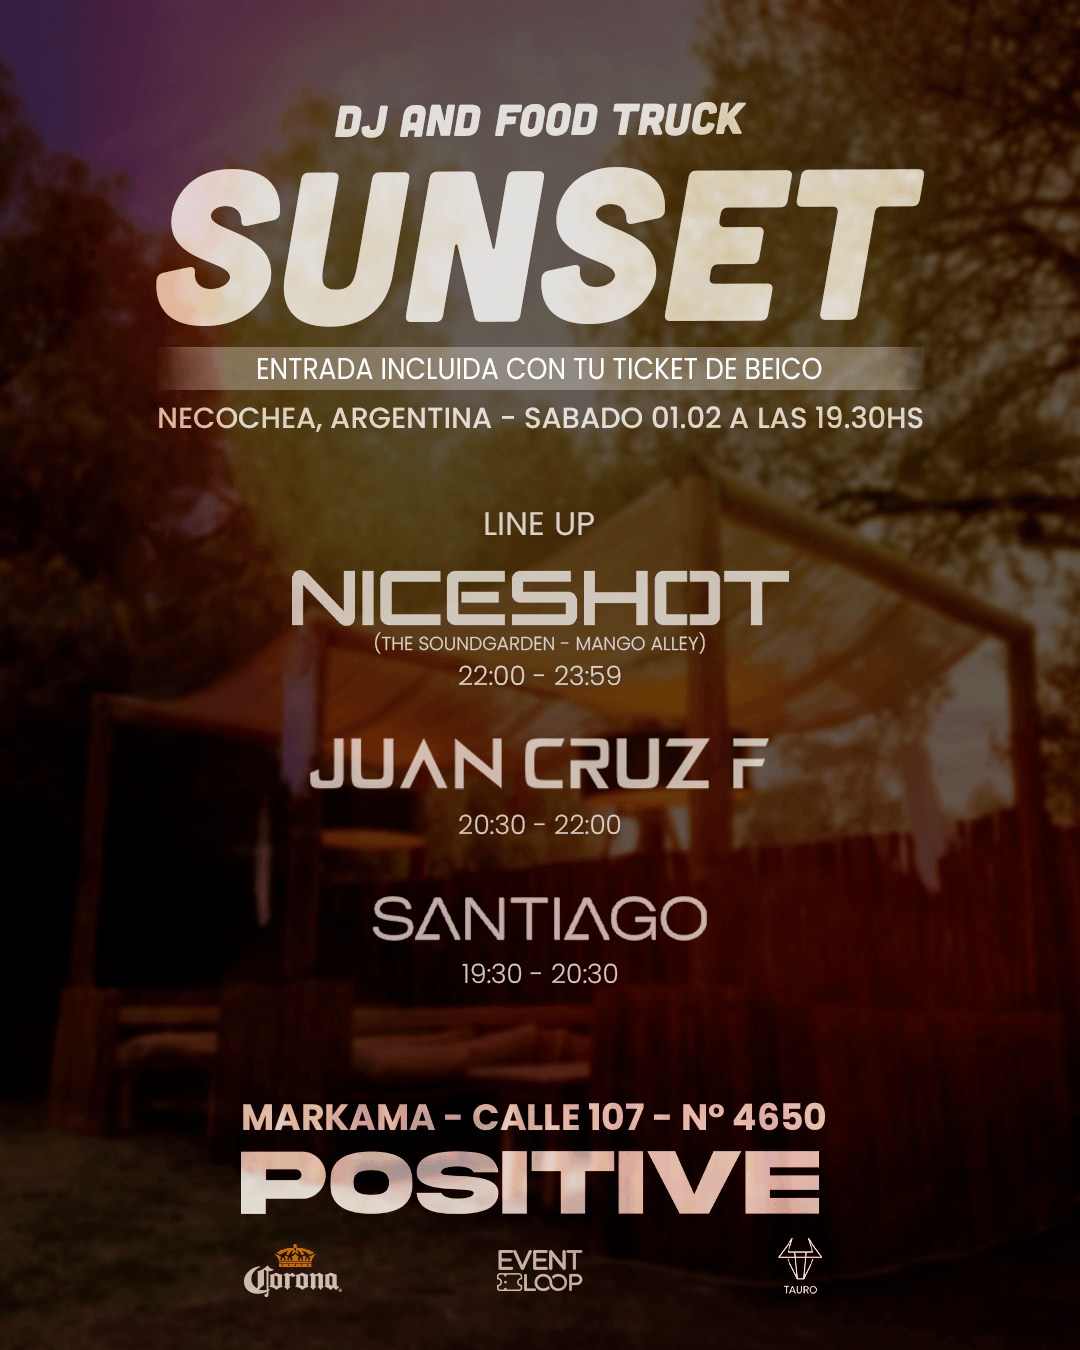 DJ AND FOOD TRUCK
SUNSET
ENTRADA INCLUIDA CON TU TICKET DE BEICO
NECOCHEA, ARGENTINA - SABADO 01.02 A LAS 19.30HS
LINE UP
NICESHOT
(THE SOUNDGARDEN - MANGO ALLEY)
22:00 - 23:59
JUAN CRUZ F
20:30 - 22:00
SANTIAGO
19:30 - 20:30
MARKAMA - CALLE 107 - Nº 4650
POSITIVE
Corona
EVENT
LOOP
TAURO